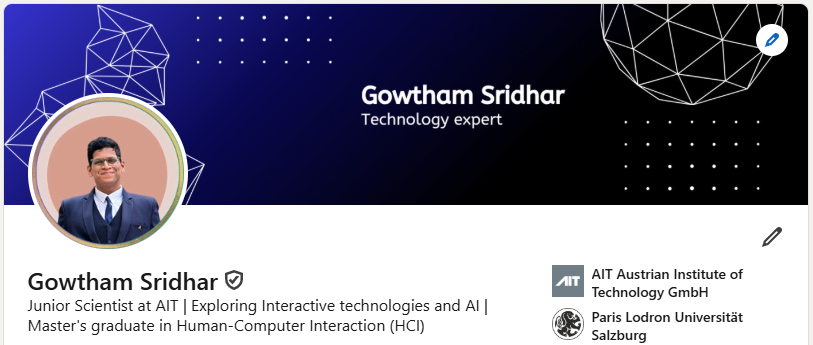 Gowtham Sridhar
Technology expert
Gowtham Sridhar
Junior Scientist at AIT | Exploring Interactive technologies and AI |
Master's graduate in Human-Computer Interaction (HCI)
AIT
AIT Austrian Institute of
Technology GmbH
Paris Lodron Universität
Salzburg